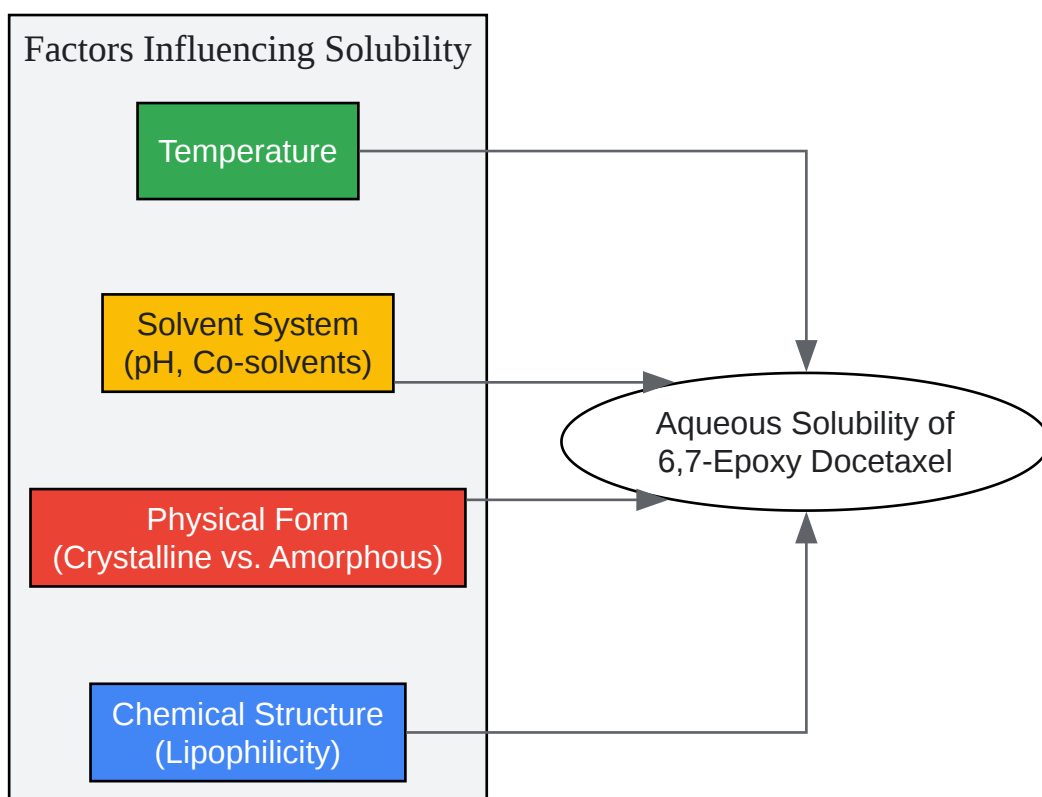 Factors Influencing Solubility
Temperature
Solvent System
(pH, Co-solvents)
Aqueous Solubility of
6,7-Epoxy Docetaxel
Physical Form
(Crystalline vs. Amorphous)
Chemical Structure
(Lipophilicity)